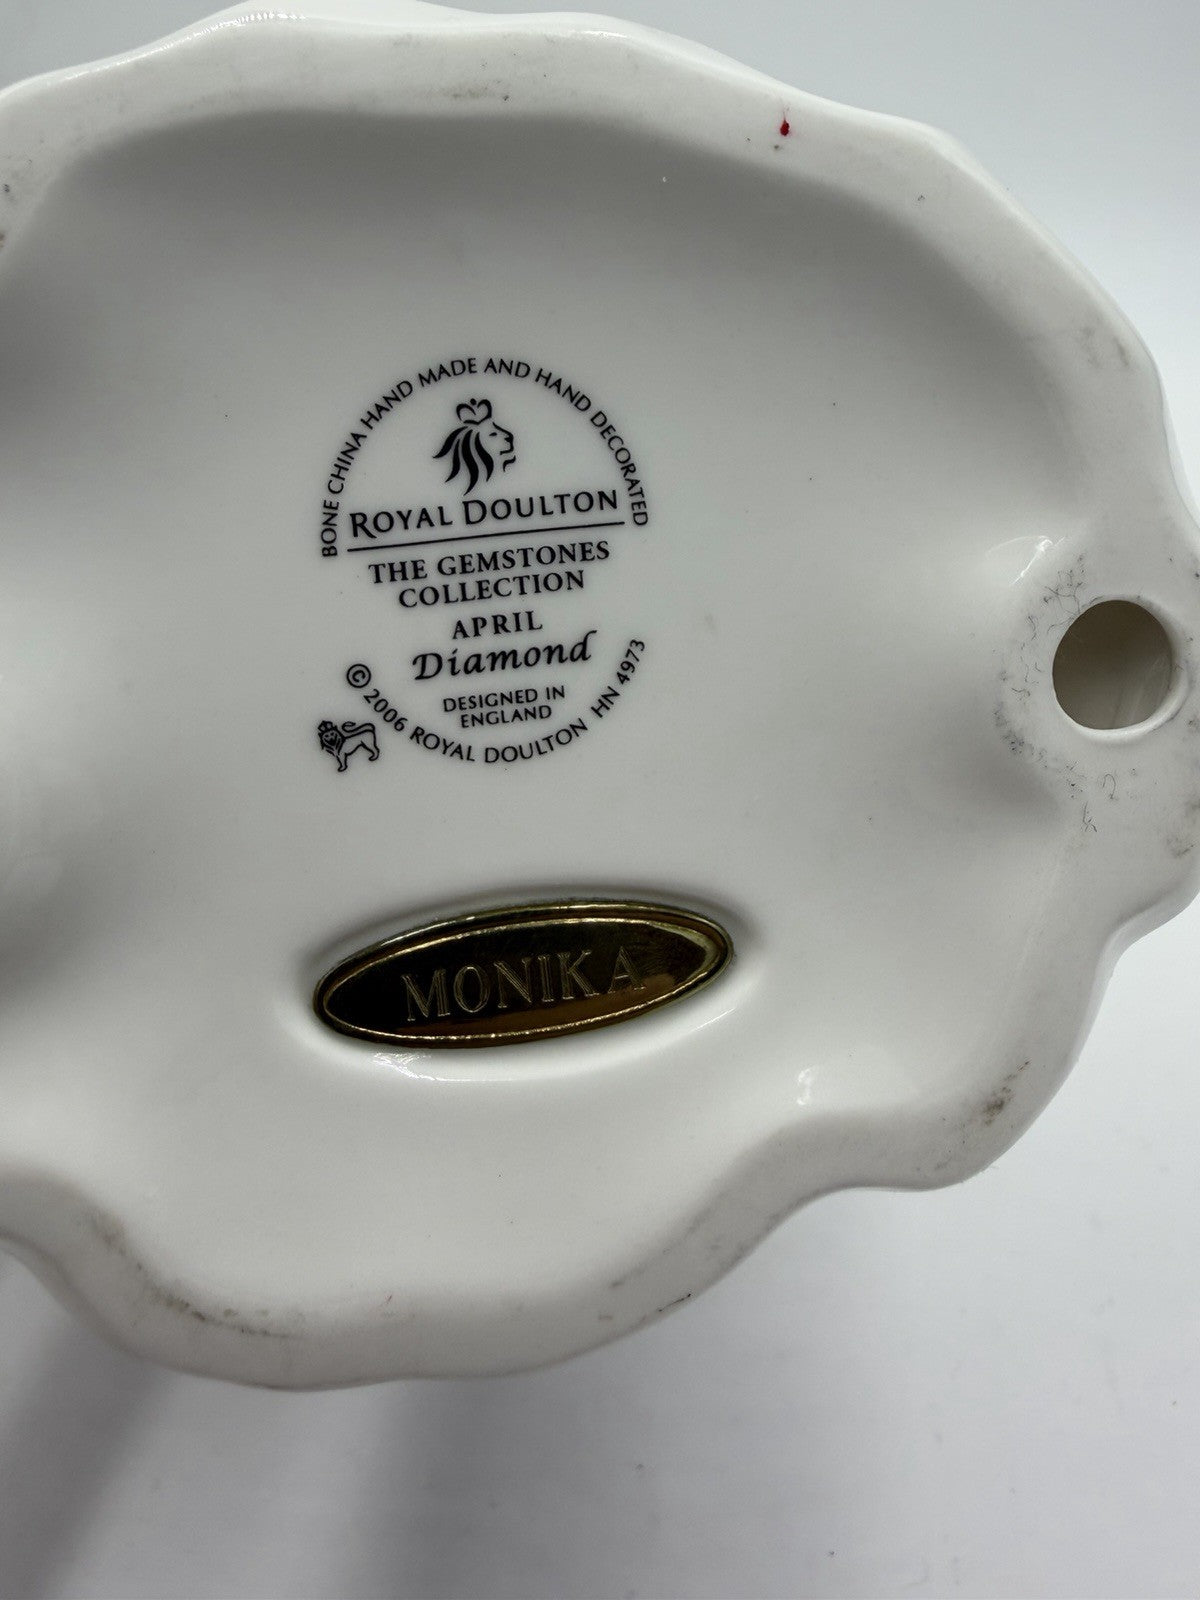 BONE CHINA HAND MADE AND HAND DECORATED
ROYAL DOULTON
THE GEMSTONES
COLLECTION
APRIL
Diamond
DESIGNED IN
ENGLAND
© 2006 ROYAL DOULTON HN 4973
MONIKA